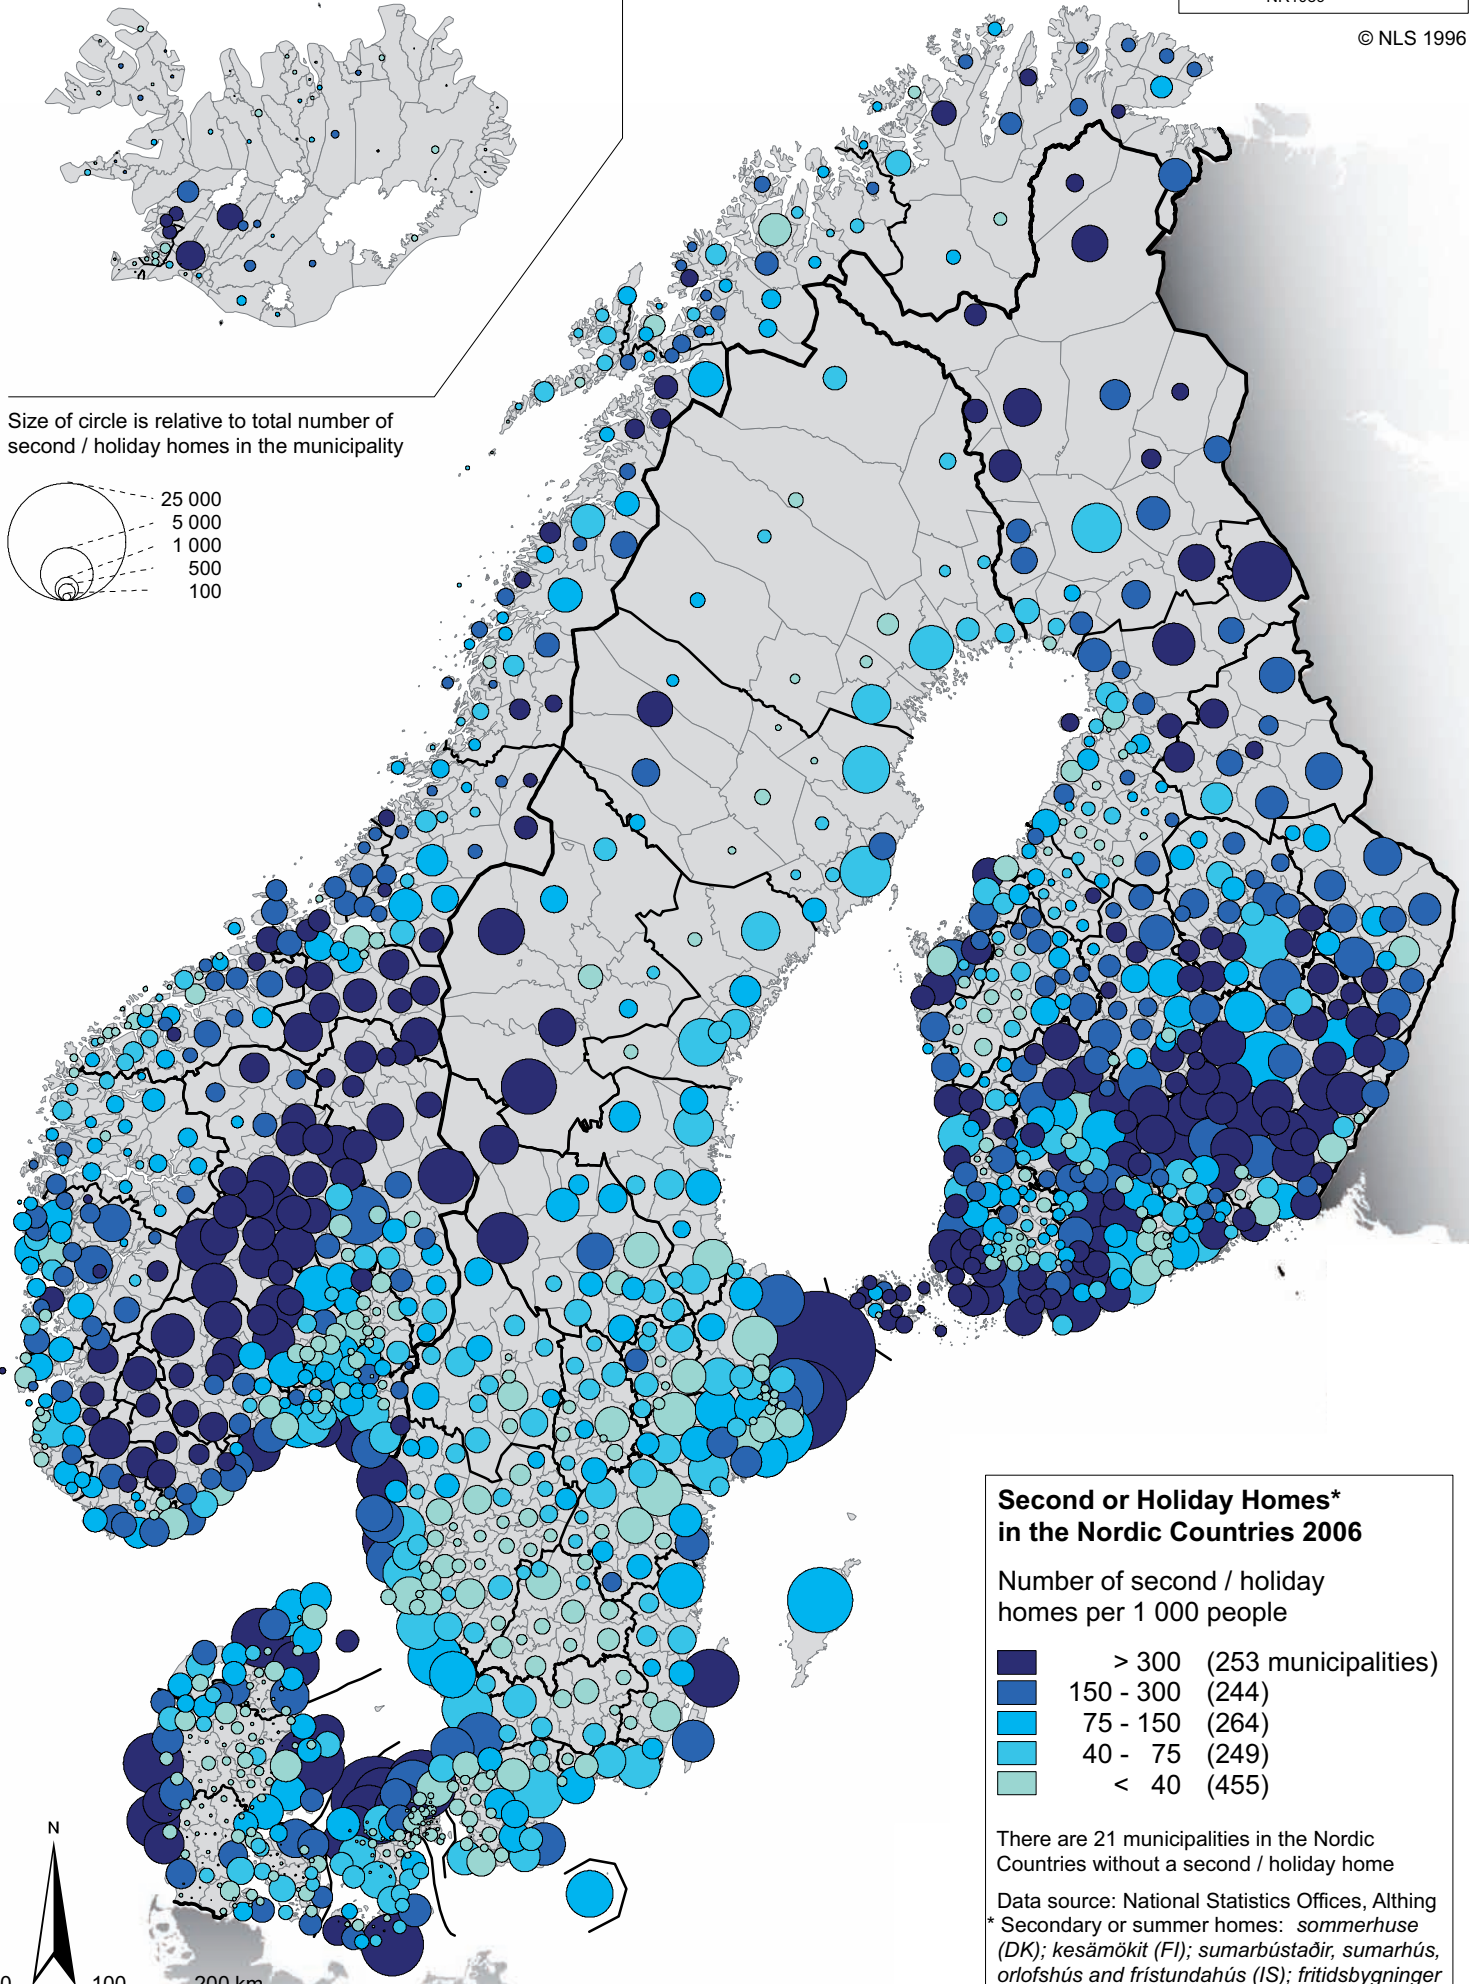 © NLS 1996
Size of circle is relative to total number of
second / holiday homes in the municipality
25 000
5 000
1 000
500
100
Second or Holiday Homes*
in the Nordic Countries 2006
Number of second / holiday
homes per 1 000 people
> 300 (253 municipalities)
150 - 300 (244)
75 - 150 (264)
40 - 75 (249)
< 40 (455)
There are 21 municipalities in the Nordic
Countries without a second / holiday home
Data source: National Statistics Offices, Althing
* Secondary or summer homes: sommerhuse
(DK); kesämökit (FI); sumarbústaðir, sumarhús,
orlofshús and frístundahús (IS); fritidsbygninger
N
0 100 200 km